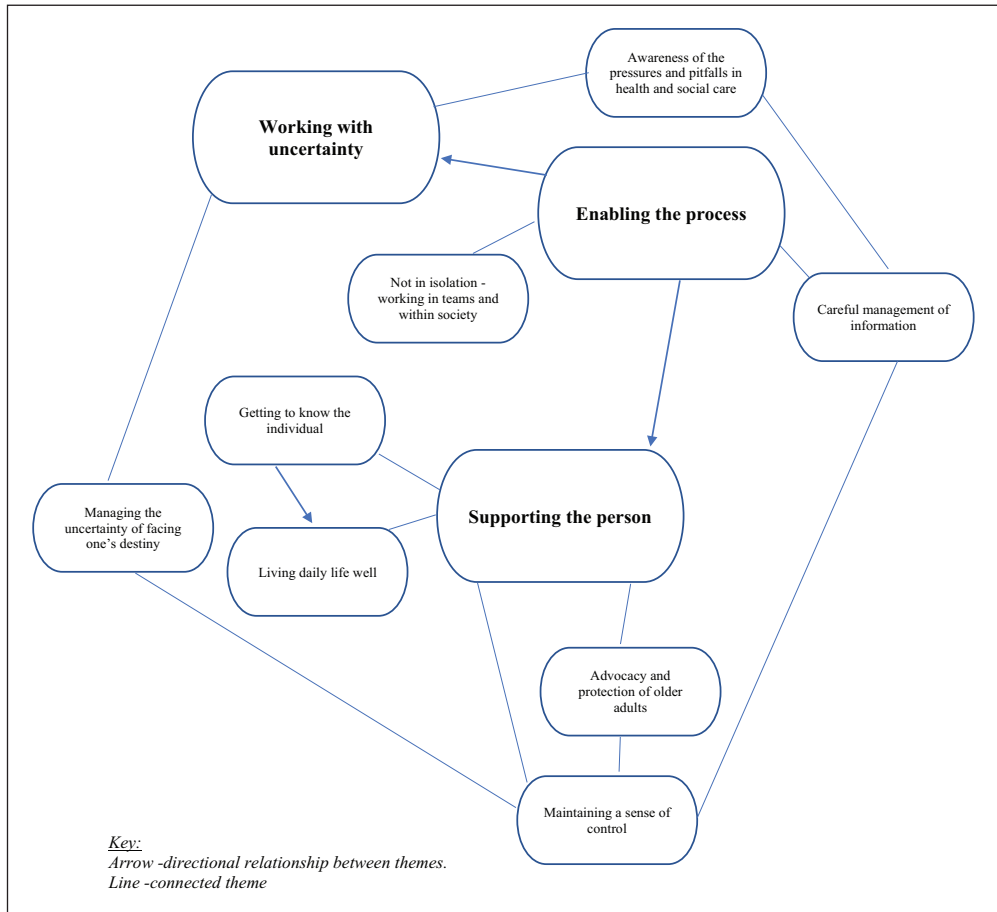 Awareness of the
pressures and pitfalls in
health and social care
Working with
uncertainty
Enabling the process
Not in isolation -
working in teams and
within society
Careful management of
information
Getting to know the
individual
Managing the
uncertainty of facing
one’s destiny
Supporting the person
Living daily life well
Advocacy and
protection of older
adults
Maintaining a sense of
control
Key:
Arrow -directional relationship between themes.
Line -connected theme